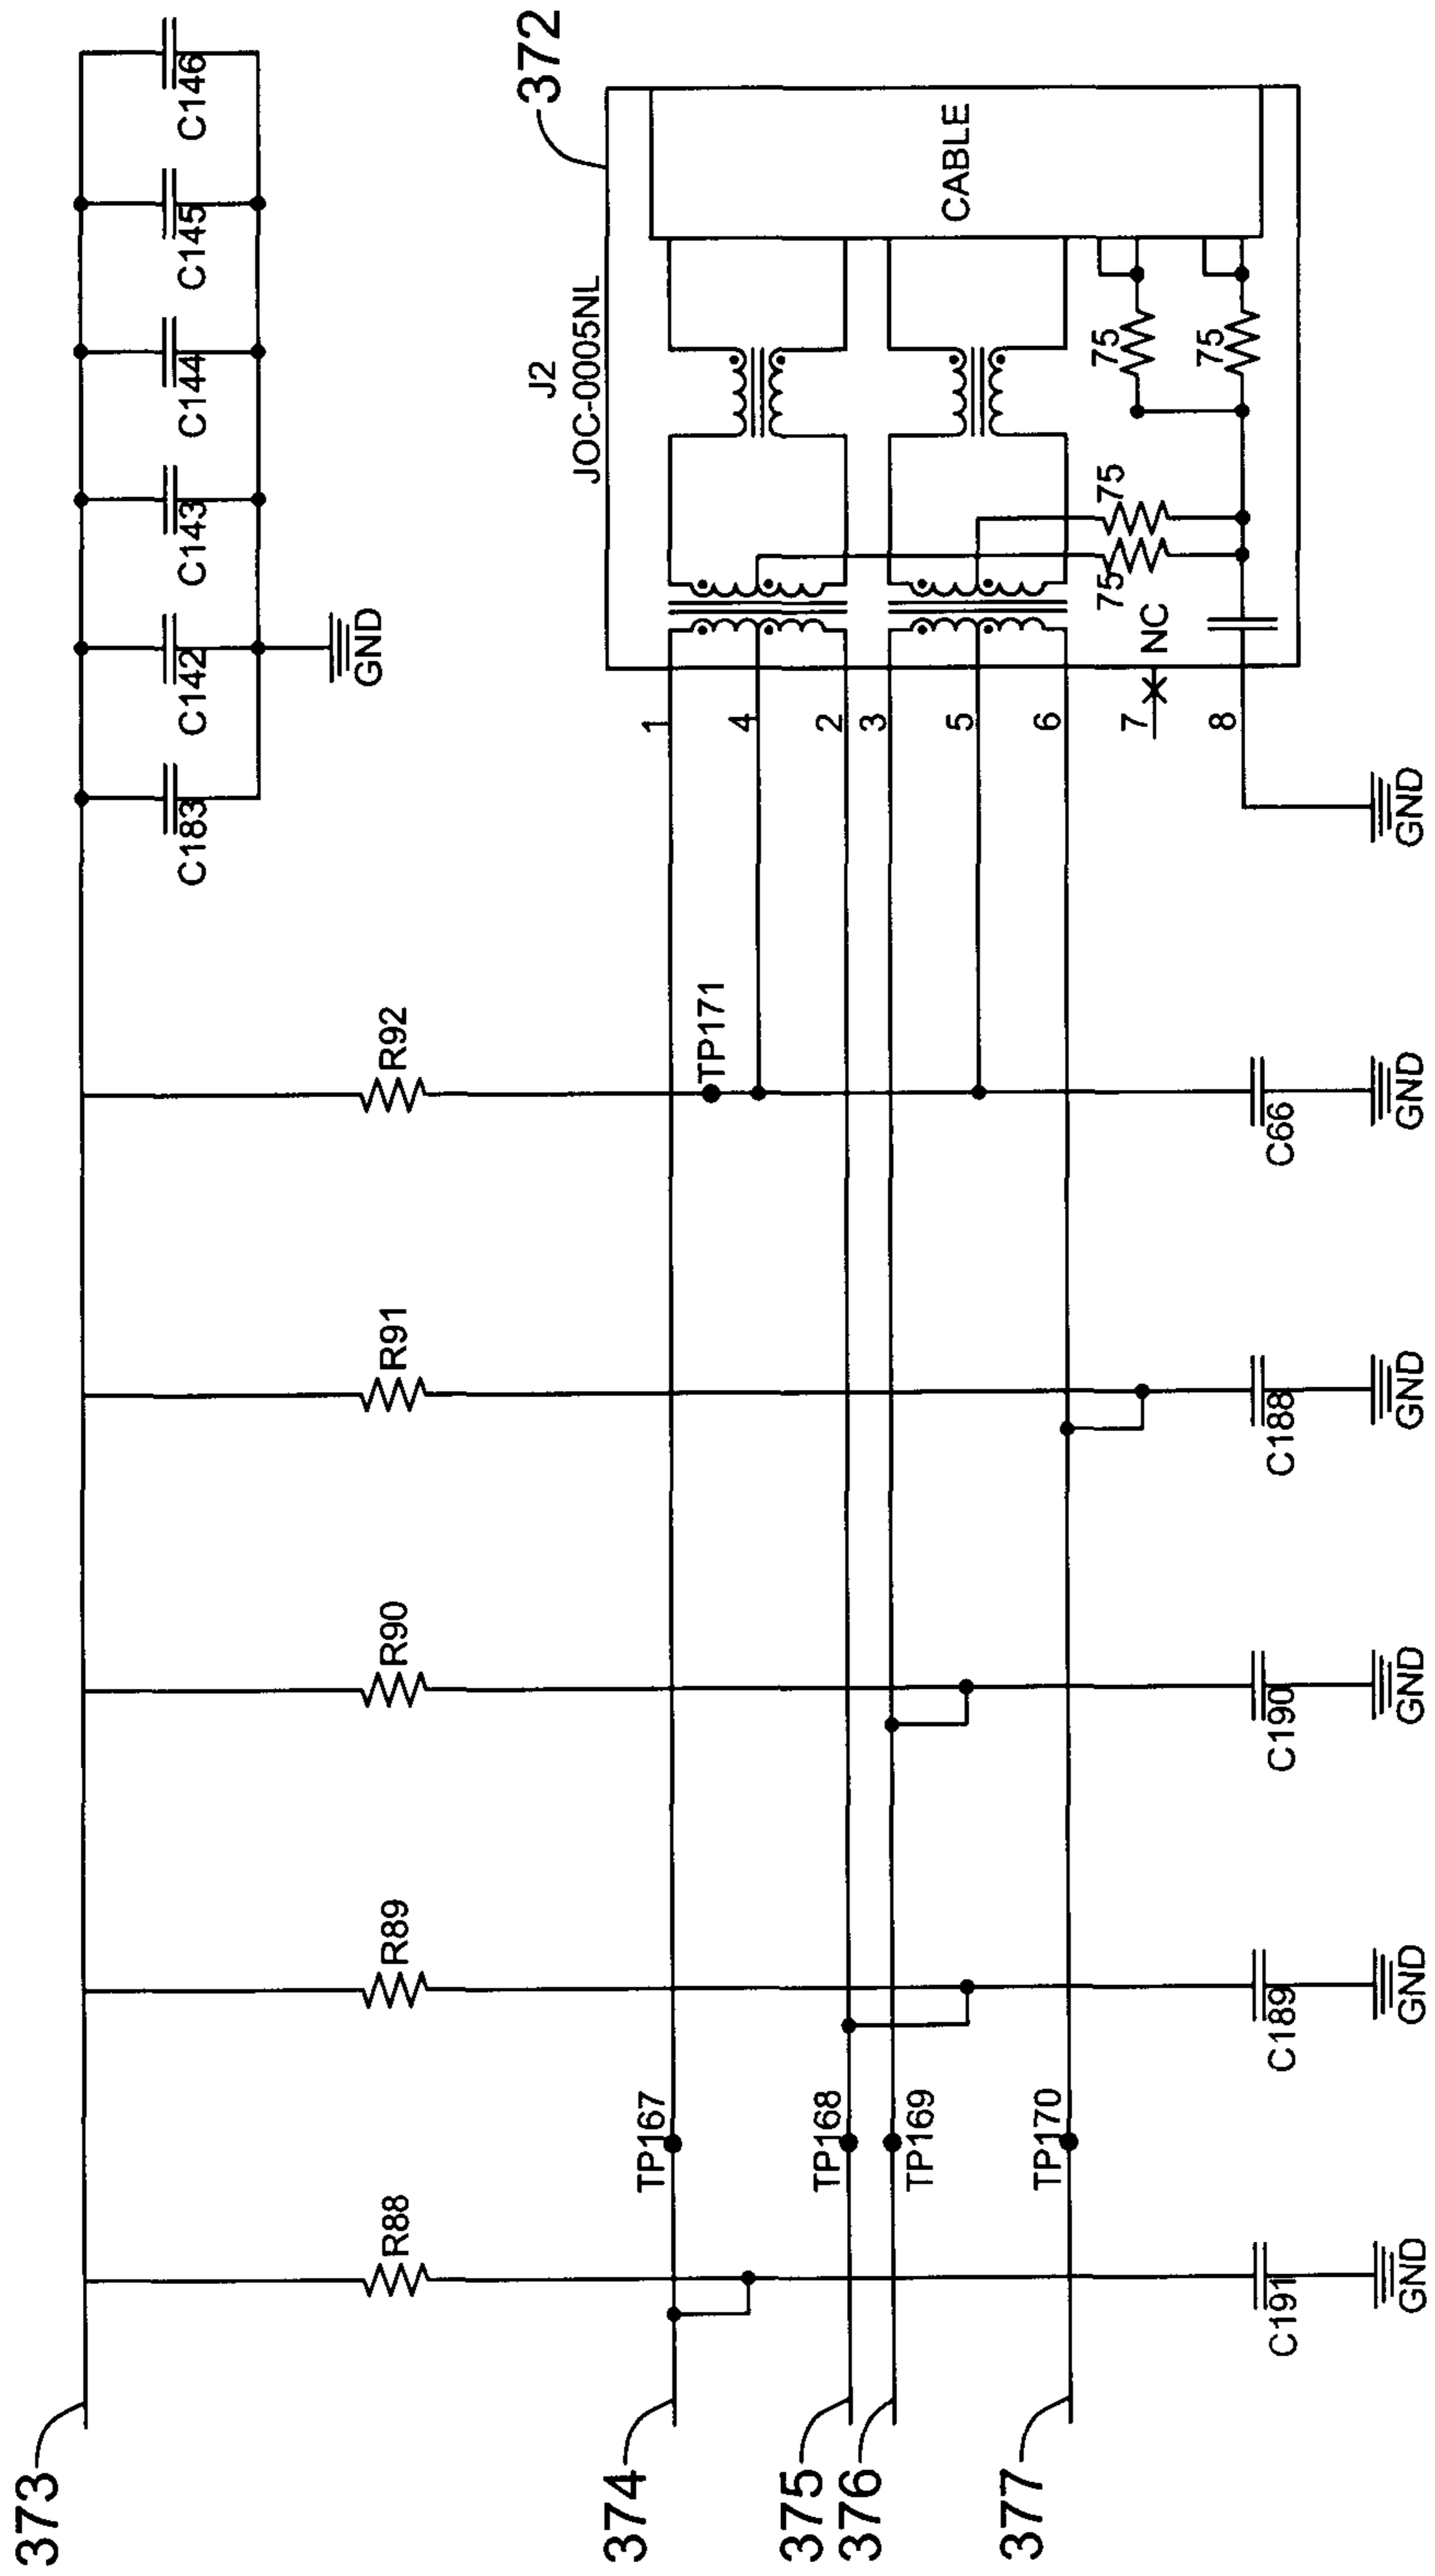 C183
C142
C143
C144
C145
C146
GND
373
R88
R89
R90
R91
R92
372
J2
JOC-0005NL
374
TP167
TP171
1
4
375
TP168
2
376
TP169
3
5
377
TP170
6
7
NC
8
CABLE
75
75
75
75
C191
C189
C190
C188
C66
GND
GND
GND
GND
GND
GND